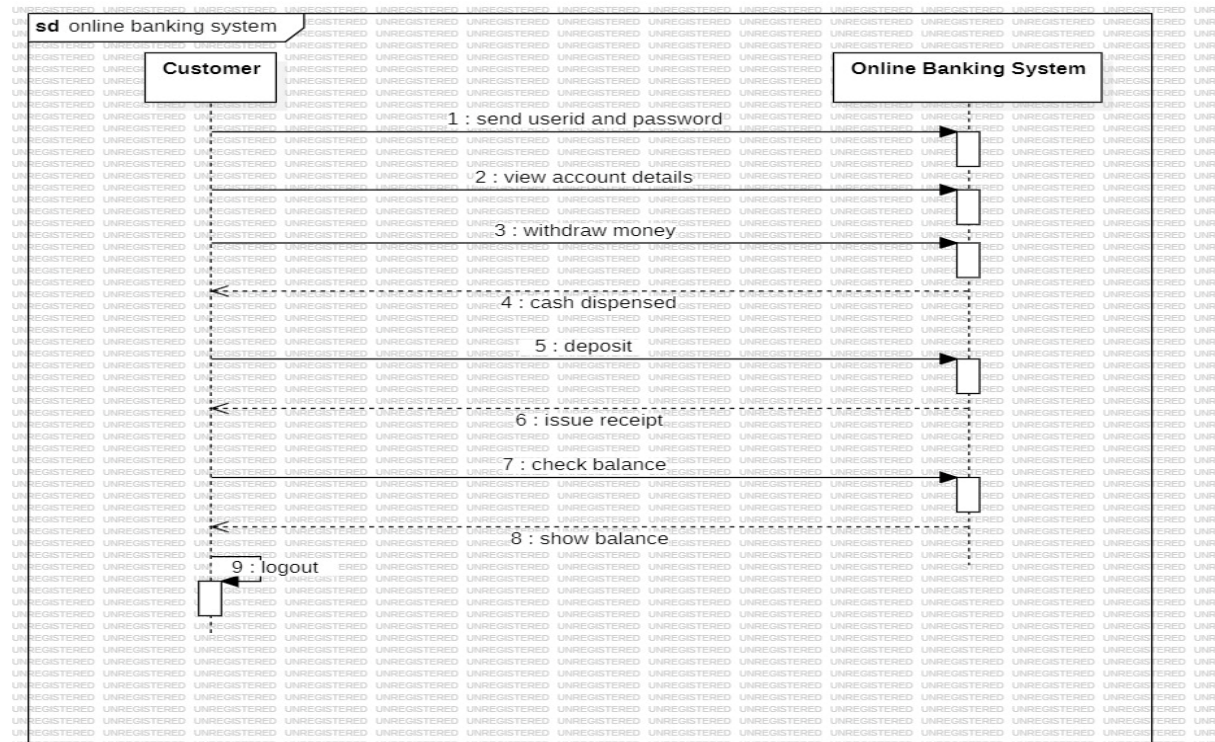 sd online banking system
Customer
Online Banking System
1 : send userid and password
2 : view account details
3 : withdraw money
4 : cash dispensed
5 : deposit
6 : issue receipt
7 : check balance
8 : show balance
9 : logout
UNREGISTERED